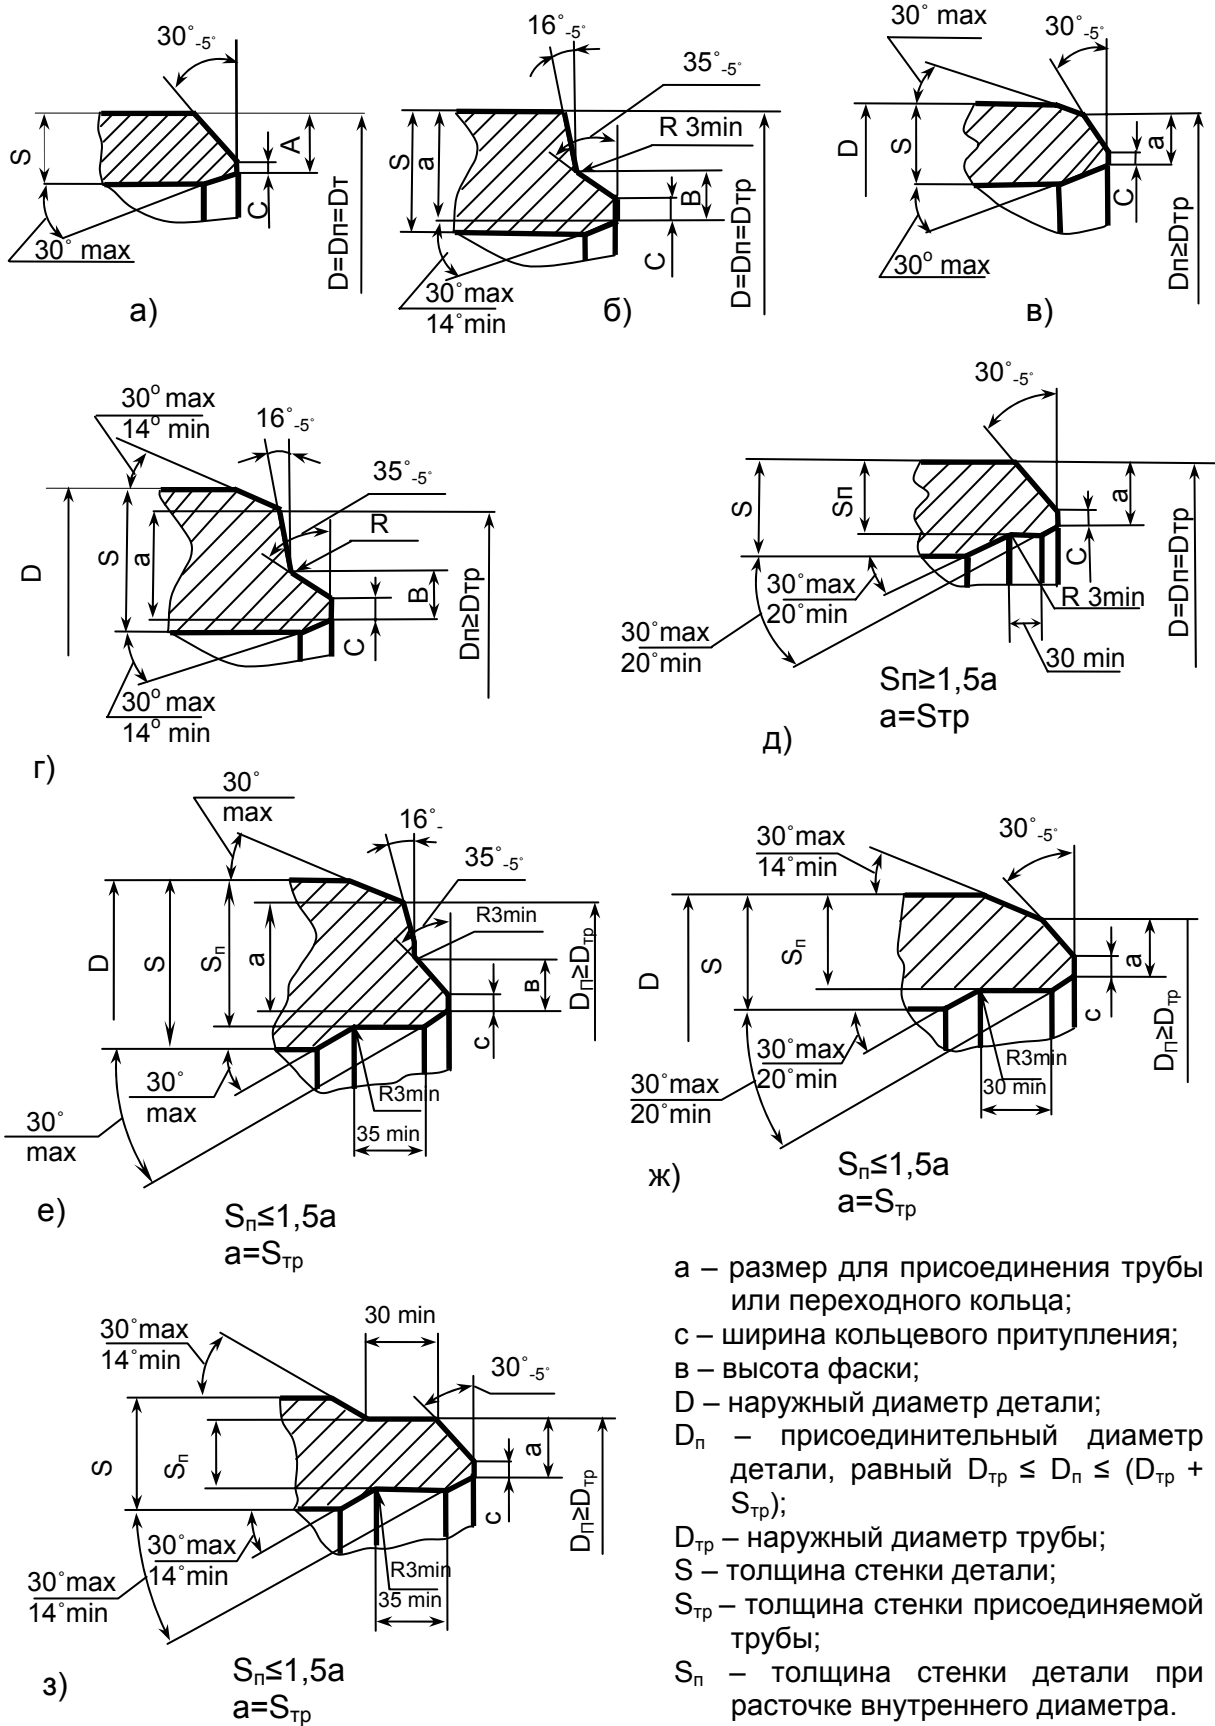 30˚-5˚
S
A
C
30˚ max
D=Dп=Dт
а)
16˚-5˚
35˚-5˚
R 3min
S
a
B
C
30˚max
14˚min
D=Dп=Dтр
б)
30˚ max
30˚-5˚
D
S
a
C
30º max
Dп≥Dтр
в)
30º max
14º min
16˚-5˚
35˚-5˚
R
D
S
a
B
C
Dп≥Dтр
30º max
14º min
г)
30˚-5˚
S
Sп
a
C
30˚max
20˚min
R 3min
30˚max
20˚min
30 min
D=Dп=Dтр
Sп≥1,5a
a=Sтр
д)
30˚
max
16˚-
35˚-5˚
R3min
D
S
Sп
a
в
c
Dп≥Dтр
30˚
max
R3min
35 min
30˚
max
е)
Sп≤1,5a
a=Sтр
30˚max
14˚min
30˚-5˚
D
S
Sп
a
c
Dп≥Dтр
30˚max
20˚min
R3min
30 min
30˚max
20˚min
ж)
Sп≤1,5a
a=Sтр
30˚max
14˚min
30 min
30˚-5˚
S
Sп
a
c
Dп≥Dтр
30˚max
14˚min
R3min
35 min
30˚max
14˚min
з)
Sп≤1,5a
a=Sтр
а – размер для присоединения трубы
или переходного кольца;
с – ширина кольцевого притупления;
в – высота фаски;
D – наружный диаметр детали;
Dп – присоединительный диаметр
детали, равный Dтр ≤ Dп ≤ (Dтр +
Sтр);
Dтр – наружный диаметр трубы;
S – толщина стенки детали;
Sтр – толщина стенки присоединяемой
трубы;
Sп – толщина стенки детали при
расточке внутреннего диаметра.